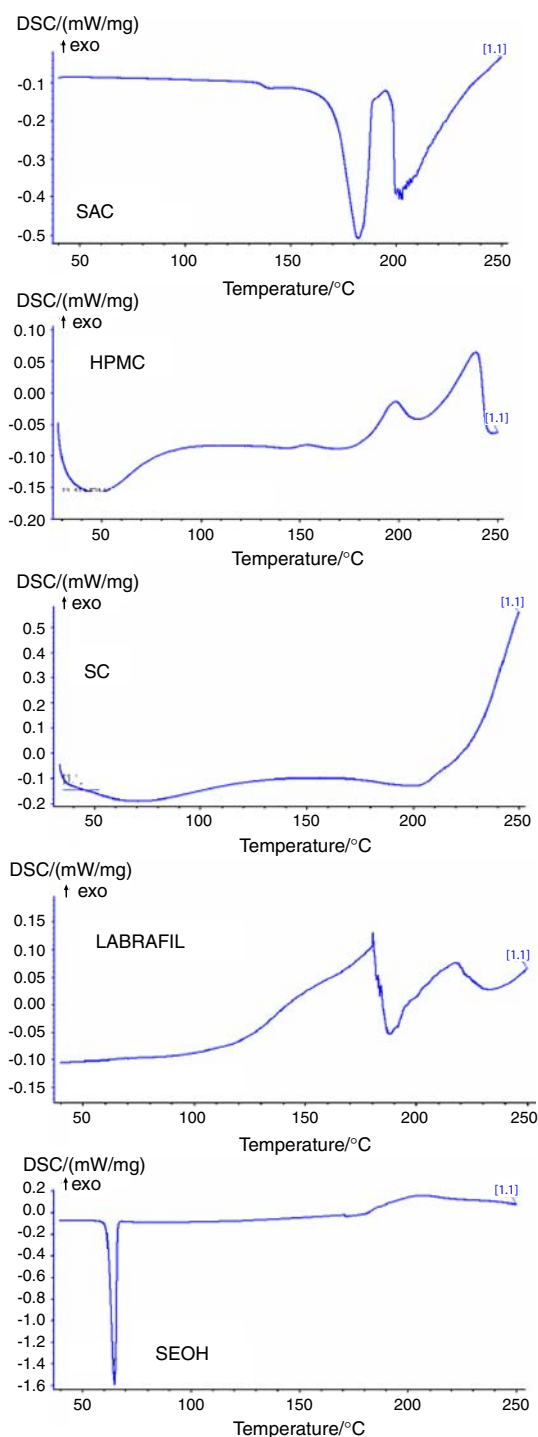 DSC/(mW/mg)
↑ exo
[1.1]
-0.1
-0.2
-0.3
-0.4
-0.5
SAC
50 100 150 200 250
Temperature/°C
DSC/(mW/mg)
↑ exo
0.10
HPMC
0.05
0.00
-0.05
[1.1]
-0.10
-0.15
-0.20
50 100 150 200 250
Temperature/°C
DSC/(mW/mg)
↑ exo
[1.1]
0.5
0.4
SC
0.3
0.2
0.1
0.0
-0.1
-0.2
50 100 150 200 250
Temperature/°C
DSC/(mW/mg)
↑ exo
0.15
LABRAFIL
0.10
[1.1]
0.05
0.00
-0.05
-0.10
-0.15
50 100 150 200 250
Temperature/°C
DSC/(mW/mg)
0.2
↑ exo
[1.1]
0.0
-0.2
-0.4
-0.6
-0.8
-1.0
-1.2
-1.4
SEOH
-1.6
50 100 150 200 250
Temperature/°C